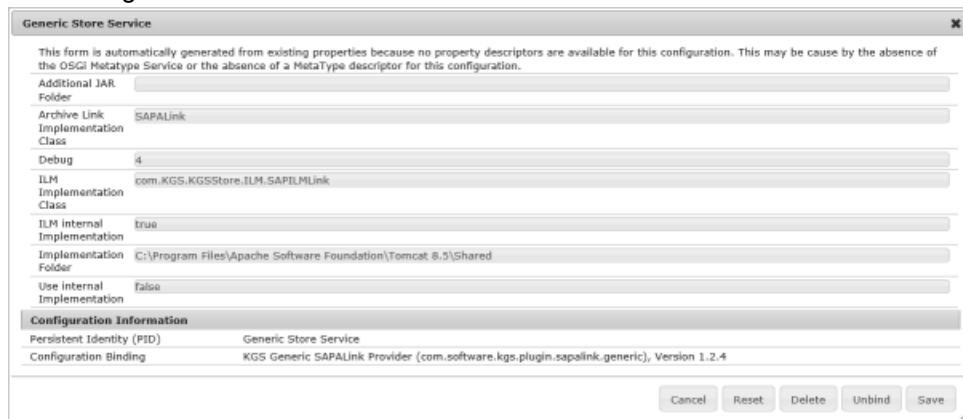 Generic Store Service
This form is automatically generated from existing properties because no property descriptors are available for this configuration. This may be cause by the absence of
the OSGi Metatype Service or the absence of a MetaType descriptor for this configuration.
Additional JAR
Folder
Archive Link
Implementation
Class
SAPALink
Debug
4
ILM
Implementation
Class
com.KGS.KGSStore.ILM.SAPILMLink
ILM internal
Implementation
true
Implementation
Folder
C:\Program Files\Apache Software Foundation\Tomcat 8.5\Shared
Use internal
Implementation
false
Configuration Information
Persistent Identity (PID) Generic Store Service
Configuration Binding KGS Generic SAPALink Provider (com.software.kgs.plugin.sapalink.generic), Version 1.2.4
Cancel Reset Delete Unbind Save